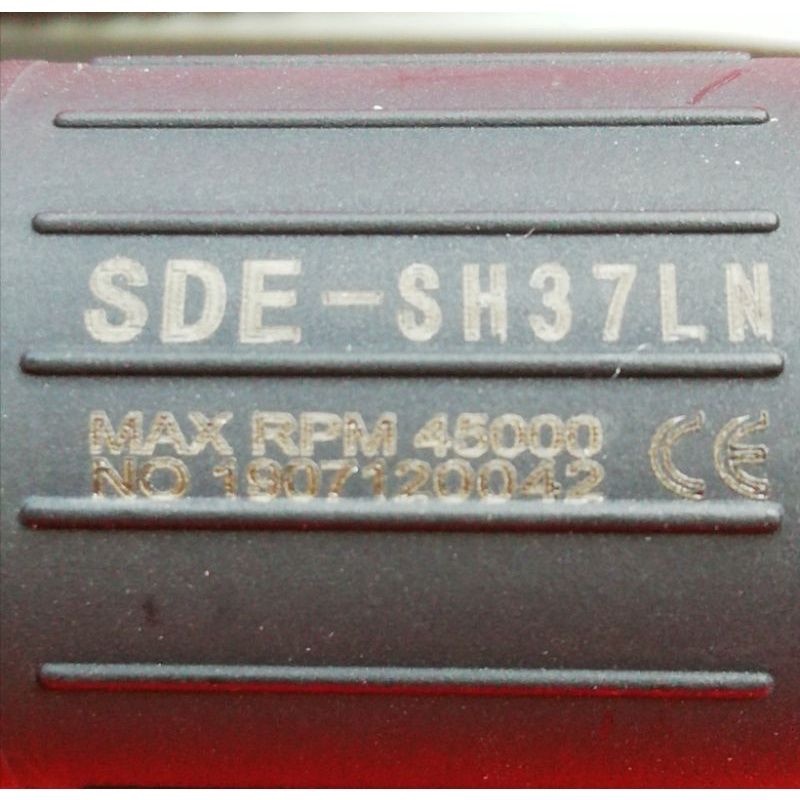 SDE-SH37LN
MAX RPM 45000 CE
NO 1907120042